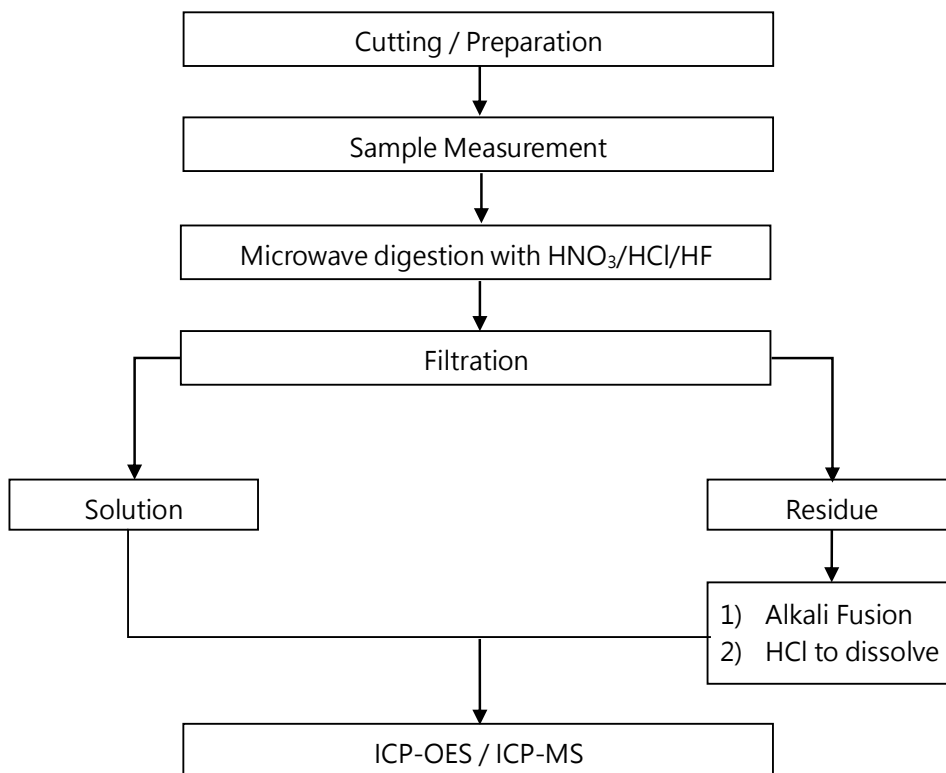 Cutting / Preparation
Sample Measurement
Microwave digestion with HNO₃/HCl/HF
Filtration
Solution
Residue
1) Alkali Fusion
2) HCl to dissolve
ICP-OES / ICP-MS